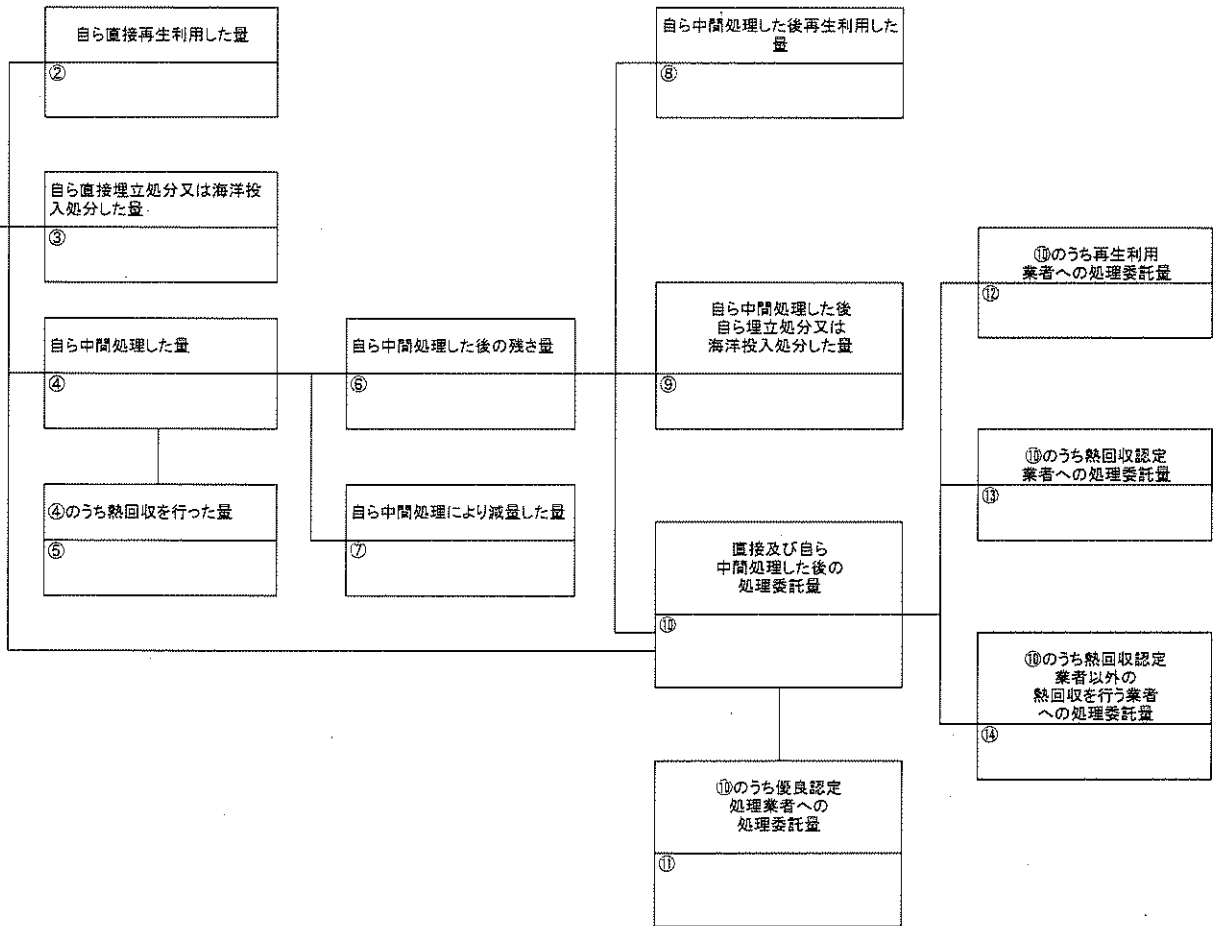 自ら直接再生利用した量
②
自ら直接埋立処分又は海洋投
入処分した量
③
自ら中間処理した量
④
④のうち熱回収を行った量
⑤
自ら中間処理した後の残さ量
⑥
自ら中間処理により減量した量
⑦
自ら中間処理した後再生利用した
量
⑧
自ら中間処理した後
自ら埋立処分又は
海洋投入処分した量
⑨
直接及び自ら
中間処理した後の
処理委託量
⑩
⑩のうち優良認定
処理業者への
処理委託量
⑪
⑩のうち再生利用
業者への処理委託量
⑫
⑩のうち熱回収認定
業者への処理委託量
⑬
⑩のうち熱回収認定
業者以外の
熱回収を行う業者
への処理委託量
⑭